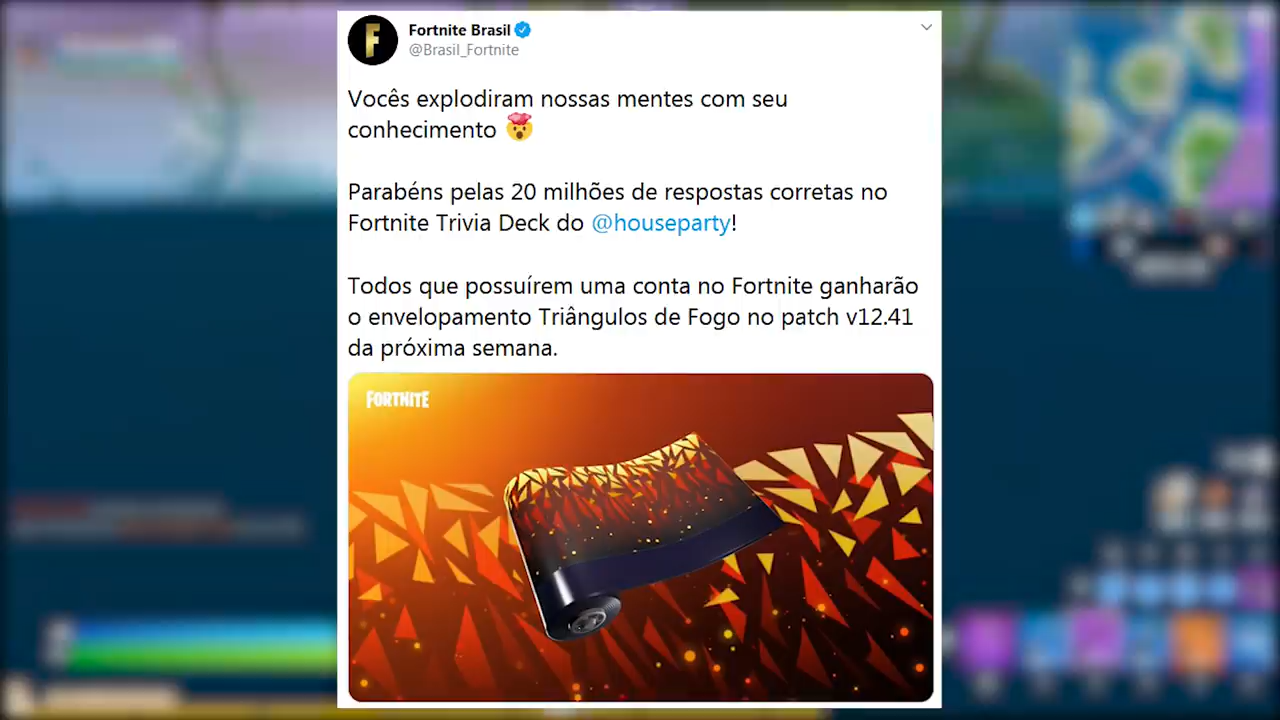 Fortnite Brasil
@Brasil_Fortnite
Vocês explodiram nossas mentes com seu
conhecimento 🤯
Parabéns pelas 20 milhões de respostas corretas no
Fortnite Trivia Deck do @houseparty!
Todos que possuírem uma conta no Fortnite ganharão
o envelopamento Triângulos de Fogo no patch v12.41
da próxima semana.
FORTNITE